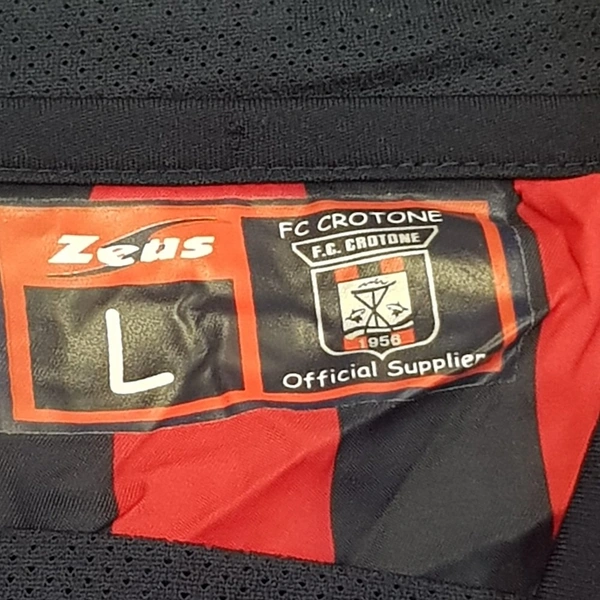 Zeus
L
FC CROTONE
F.C. CROTONE
1956
Official Supplier